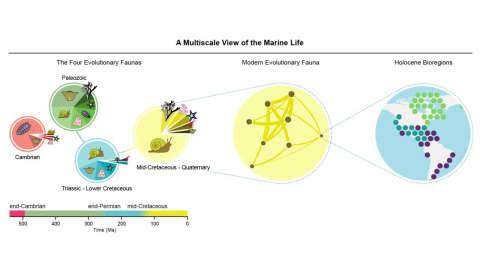 A Multiscale View of the Marine Life
The Four Evolutionary Faunas
Modern Evolutionary Fauna
Holocene Bioregions
Paleozoic
Cambrian
Mid-Cretaceous - Quaternary
Triassic - Lower Cretaceous
end-Cambrian
end-Permian
mid-Cretaceous
500
400
300
200
100
0
Time (Ma)